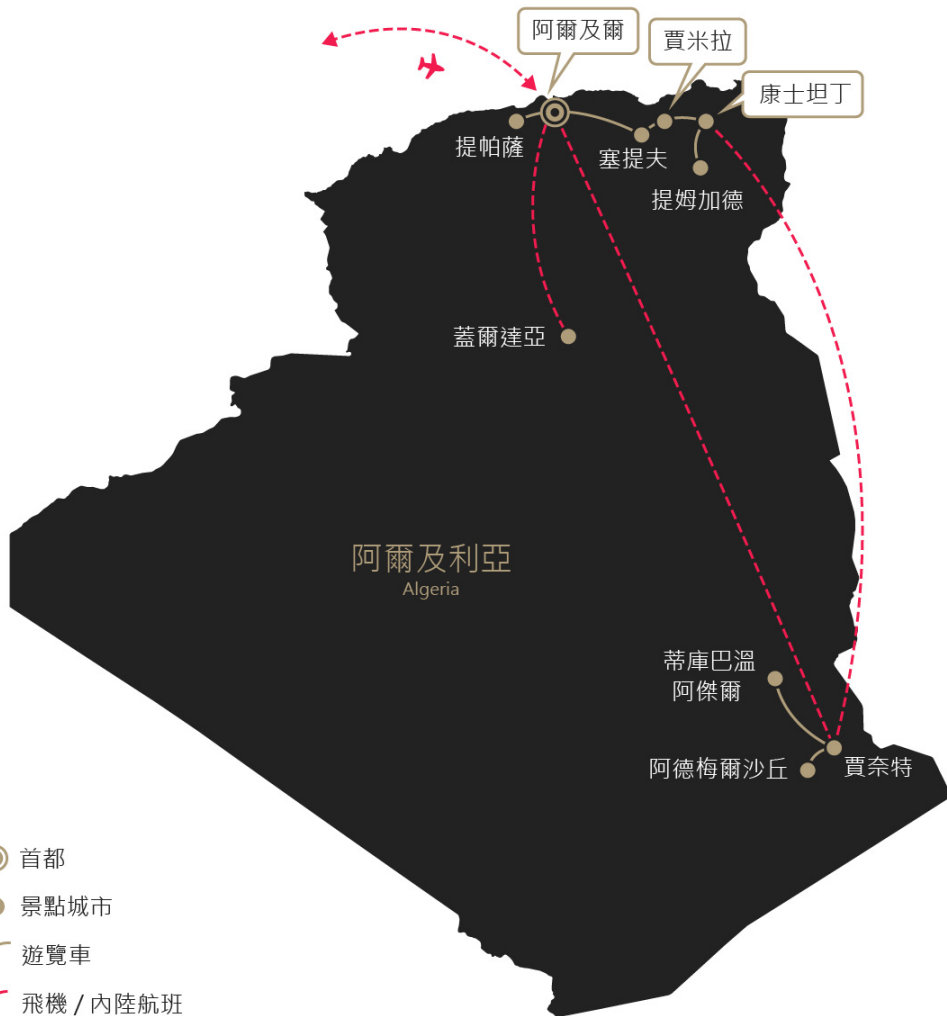 阿爾及爾
賈米拉
康士坦丁
提帕薩
塞提夫
提姆加德
蓋爾達亞
阿爾及利亞
Algeria
蒂庫巴溫
阿傑爾
阿德梅爾沙丘
賈奈特
首都
景點城市
遊覽車
飛機 / 內陸航班